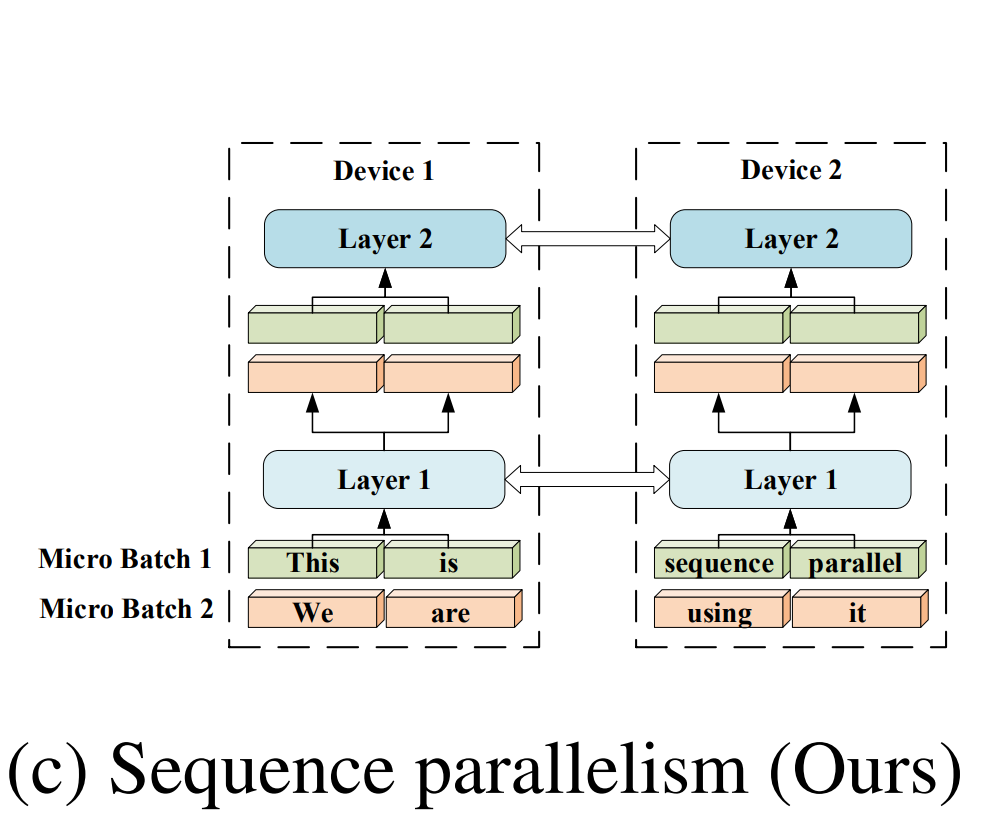 Device 1
Device 2
Layer 2
Layer 2
Layer 1
Layer 1
Micro Batch 1
This
is
sequence
parallel
Micro Batch 2
We
are
using
it
(c) Sequence parallelism (Ours)